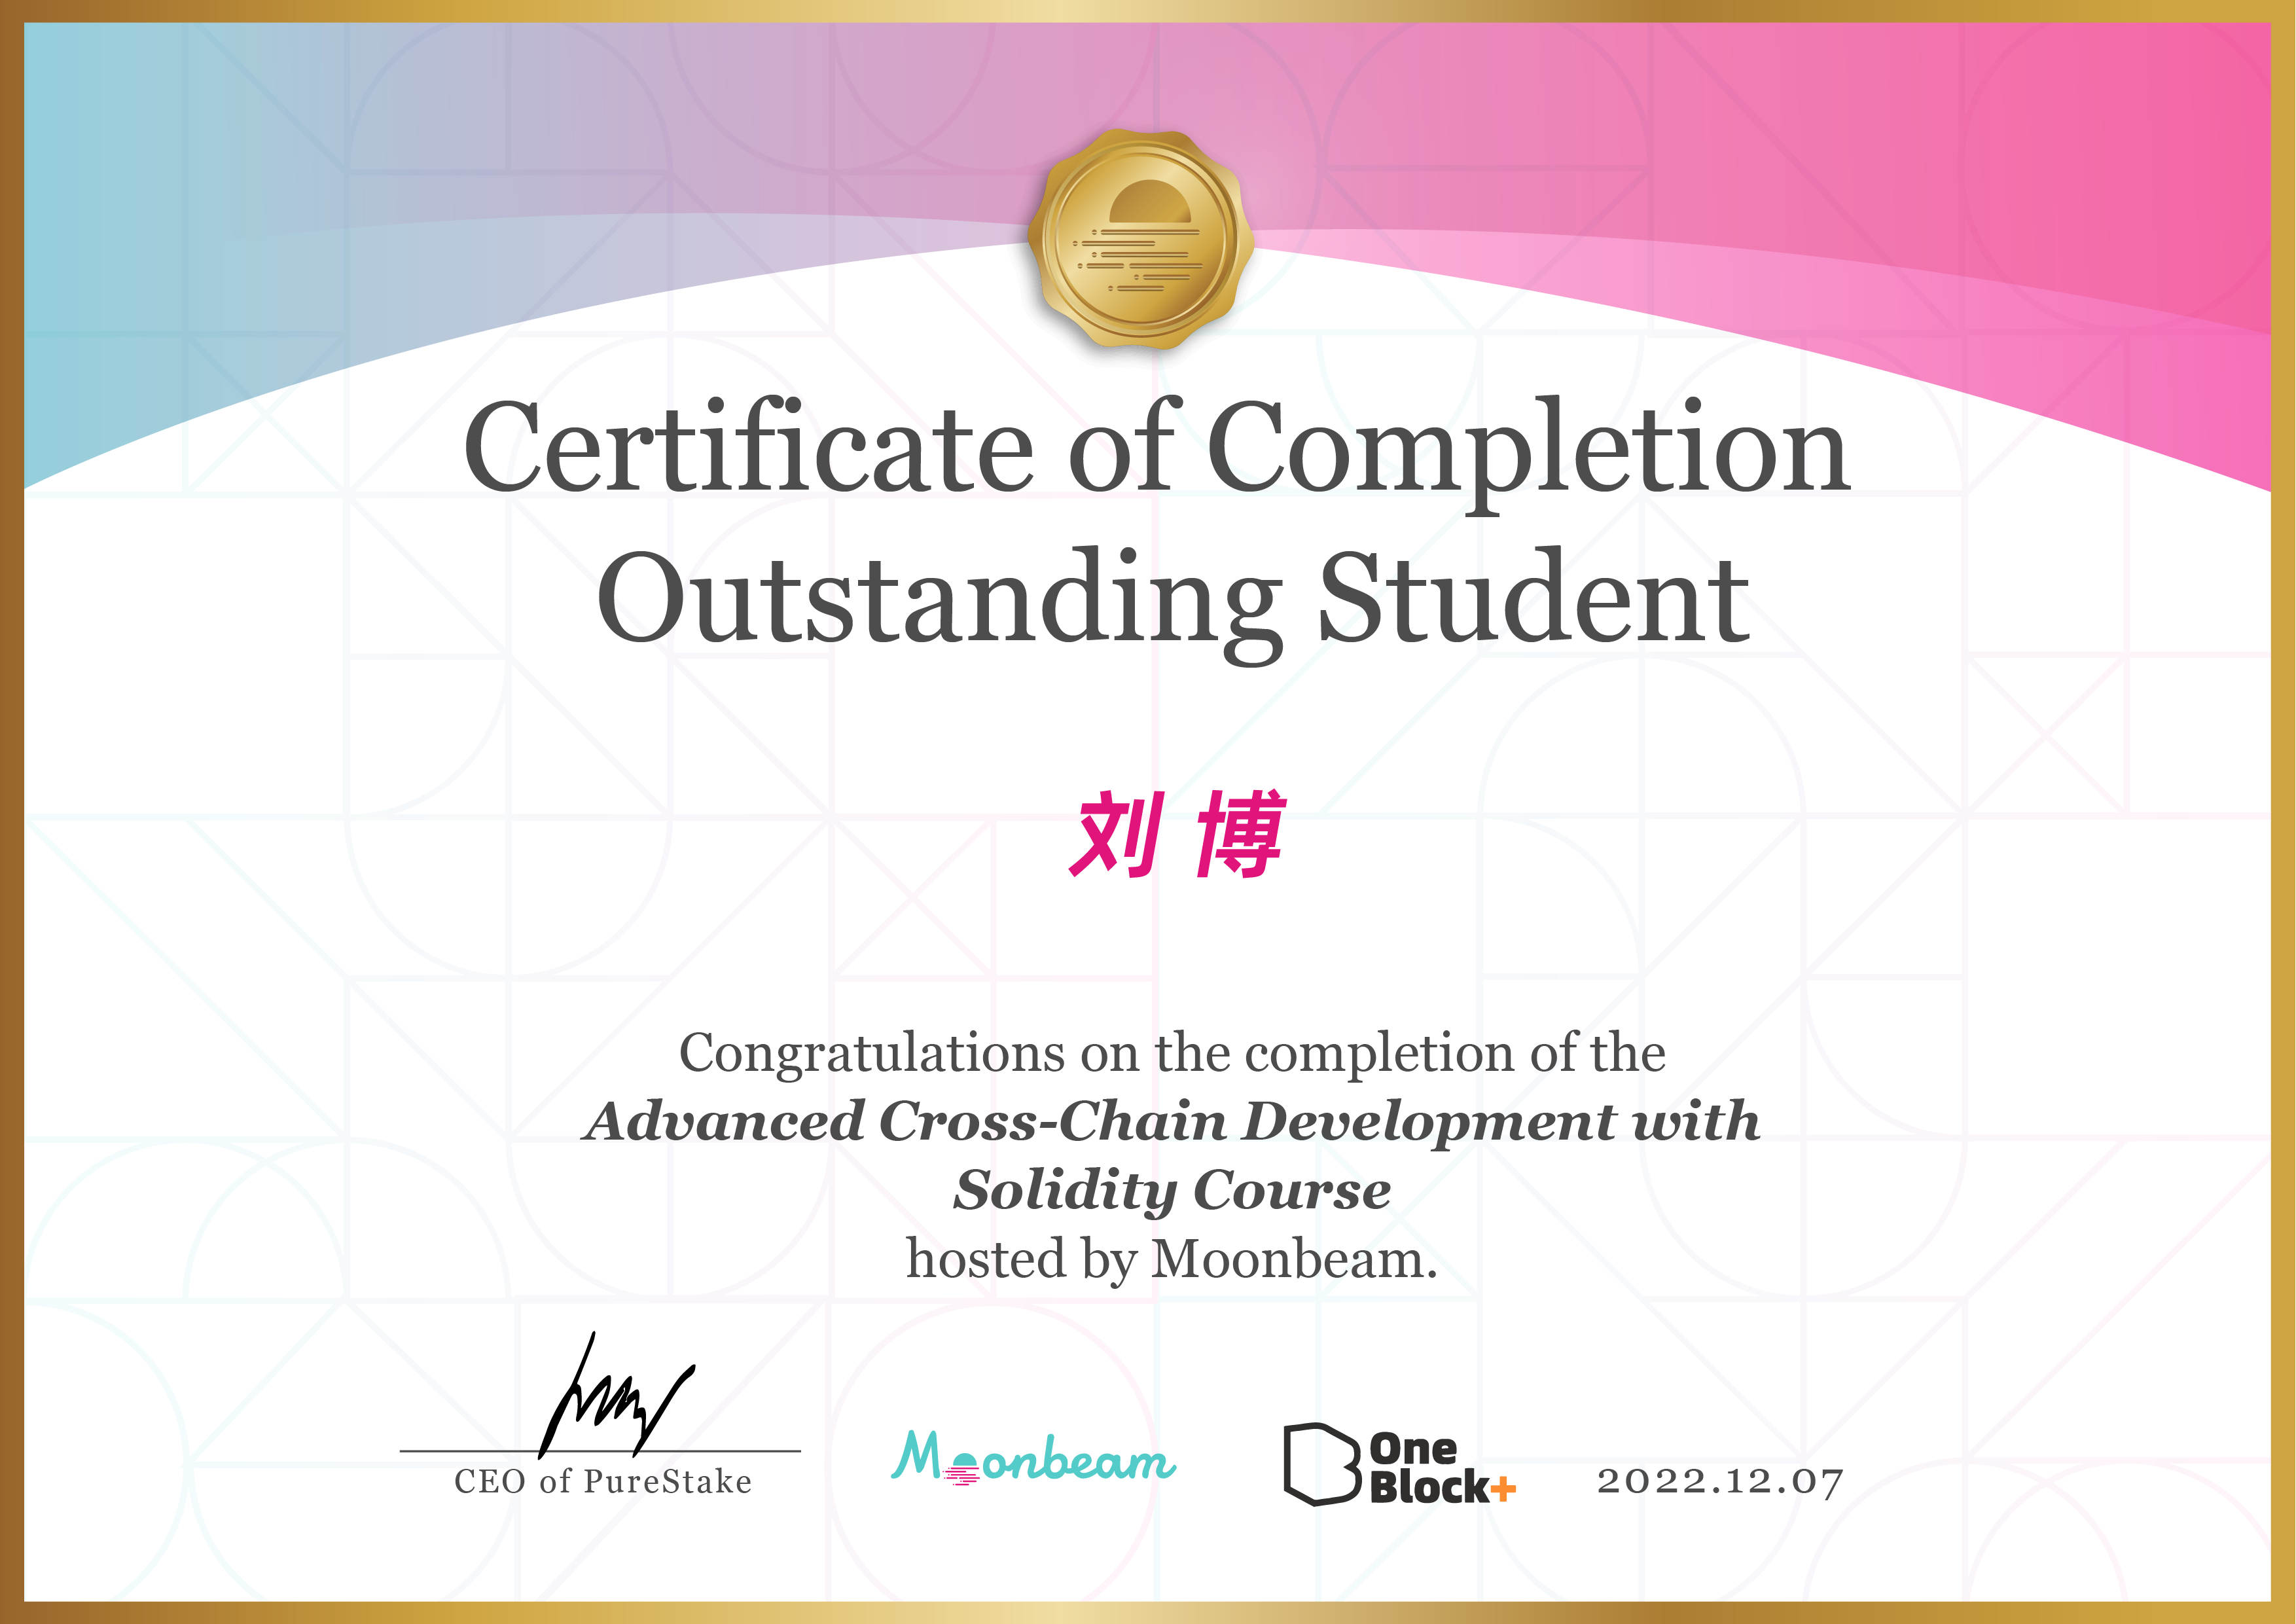 Certificate of Completion
Outstanding Student
刘 博
Congratulations on the completion of the
Advanced Cross-Chain Development with
Solidity Course
hosted by Moonbeam.
CEO of PureStake
Moonbeam
One
Block+
2022.12.07